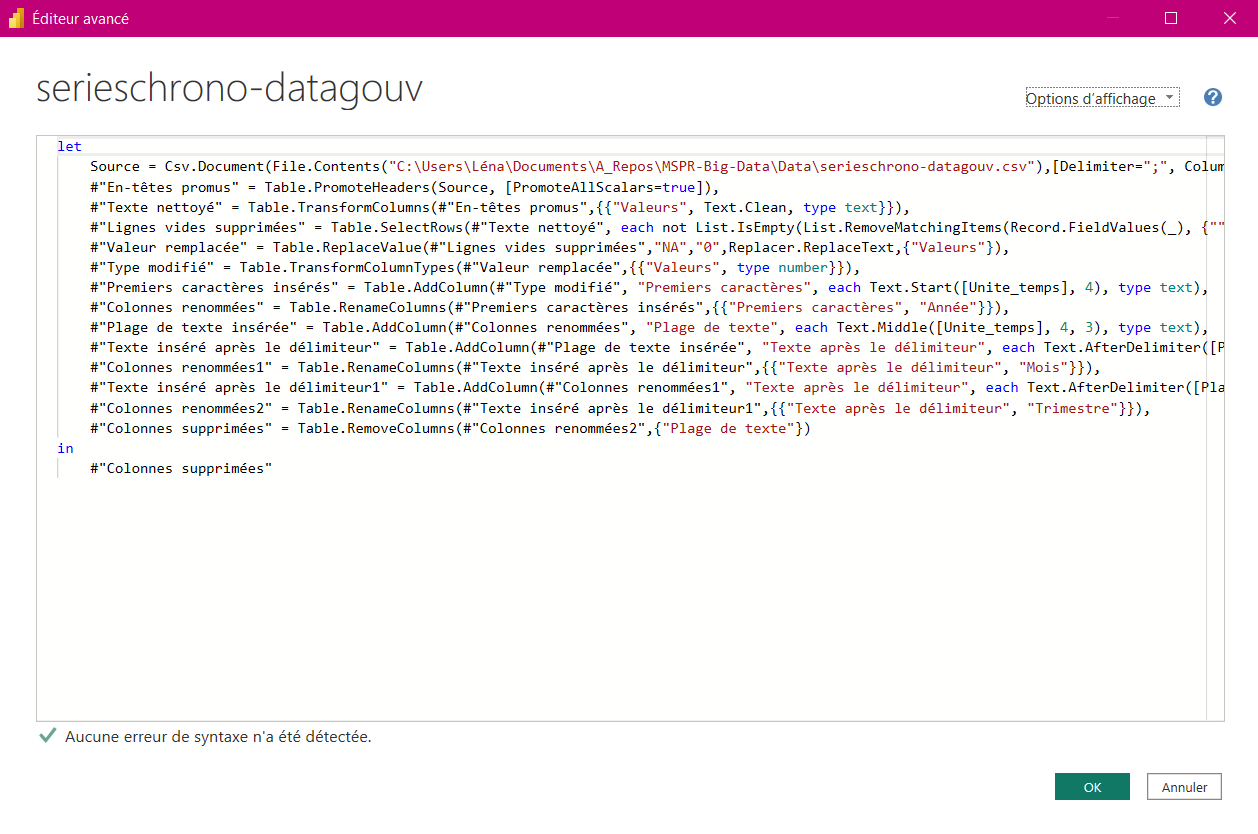 Éditeur avancé
serieschrono-datagouv
Options d'affichage
?
let
Source = Csv.Document(File.Contents("C:\Users\Léna\Documents\A_Repos\MSPR-Big-Data\Data\serieschrono-datagouv.csv"),[Delimiter=";", Colum
#"En-têtes promus" = Table.PromoteHeaders(Source, [PromoteAllScalars=true]),
#"Texte nettoyé" = Table.TransformColumns(#"En-têtes promus",{{"Valeurs", Text.Clean, type text}}),
#"Lignes vides supprimées" = Table.SelectRows(#"Texte nettoyé", each not List.IsEmpty(List.RemoveMatchingItems(Record.FieldValues(_), {""
#"Valeur remplacée" = Table.ReplaceValue(#"Lignes vides supprimées","NA","0",Replacer.ReplaceText,{"Valeurs"}),
#"Type modifié" = Table.TransformColumnTypes(#"Valeur remplacée",{{"Valeurs", type number}}),
#"Premiers caractères insérés" = Table.AddColumn(#"Type modifié", "Premiers caractères", each Text.Start([Unite_temps], 4), type text),
#"Colonnes renommées" = Table.RenameColumns(#"Premiers caractères insérés",{{"Premiers caractères", "Année"}}),
#"Plage de texte insérée" = Table.AddColumn(#"Colonnes renommées", "Plage de texte", each Text.Middle([Unite_temps], 4, 3), type text),
#"Texte inséré après le délimiteur" = Table.AddColumn(#"Plage de texte insérée", "Texte après le délimiteur", each Text.AfterDelimiter([P
#"Colonnes renommées1" = Table.RenameColumns(#"Texte inséré après le délimiteur",{{"Texte après le délimiteur", "Mois"}}),
#"Texte inséré après le délimiteur1" = Table.AddColumn(#"Colonnes renommées1", "Texte après le délimiteur", each Text.AfterDelimiter([Pla
#"Colonnes renommées2" = Table.RenameColumns(#"Texte inséré après le délimiteur1",{{"Texte après le délimiteur", "Trimestre"}}),
#"Colonnes supprimées" = Table.RemoveColumns(#"Colonnes renommées2",{"Plage de texte"})
in
#"Colonnes supprimées"
Aucune erreur de syntaxe n'a été détectée.
OK
Annuler